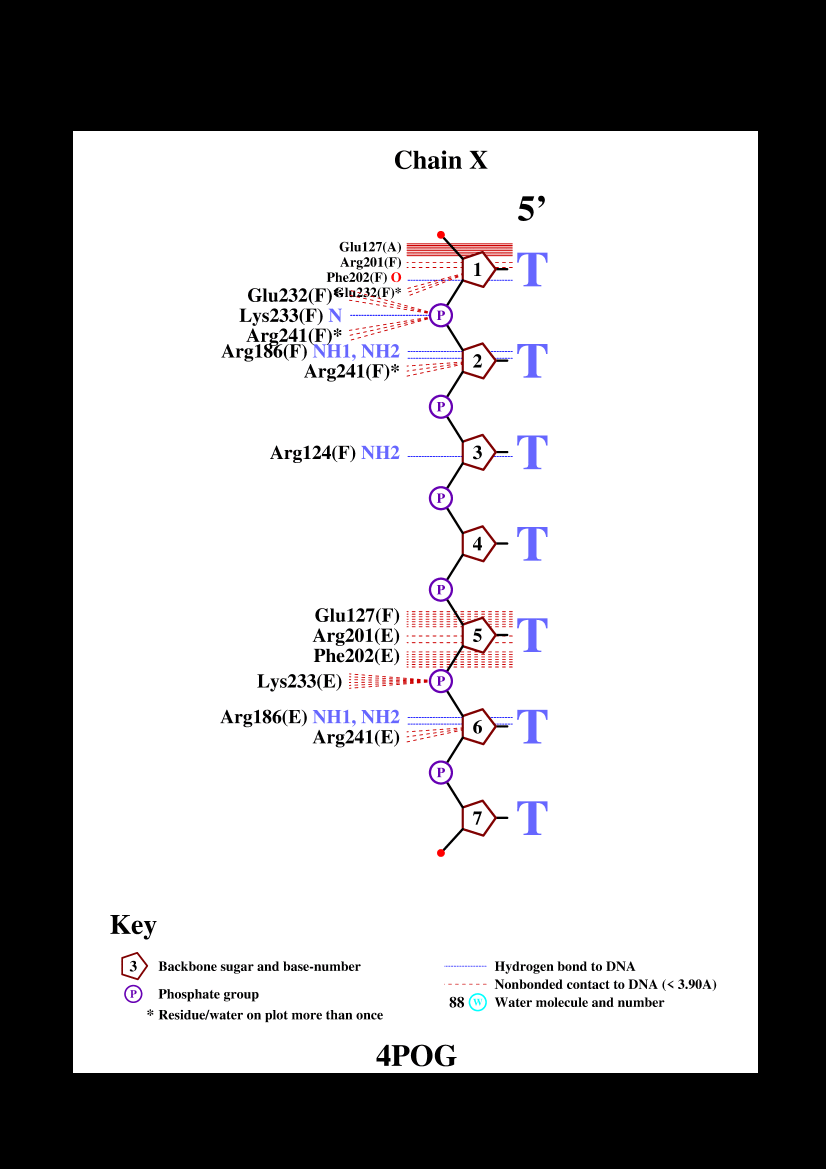 Chain X
5’
Glu127(A)
Arg201(F)
1 T
Phe202(F) O
Glu232(F)*
Glu232(F)*
Lys233(F) N P
Arg241(F)*
Arg186(F) NH1, NH2
2 T
Arg241(F)*
P
Arg124(F) NH2 3 T
P
4 T
P
Glu127(F)
Arg201(E) 5 T
Phe202(E)
Lys233(E) P
Arg186(E) NH1, NH2
6 T
Arg241(E)
P
7 T
Key
3 Backbone sugar and base-number
P Phosphate group
* Residue/water on plot more than once
Hydrogen bond to DNA
Nonbonded contact to DNA (< 3.90A)
88 W Water molecule and number
4POG